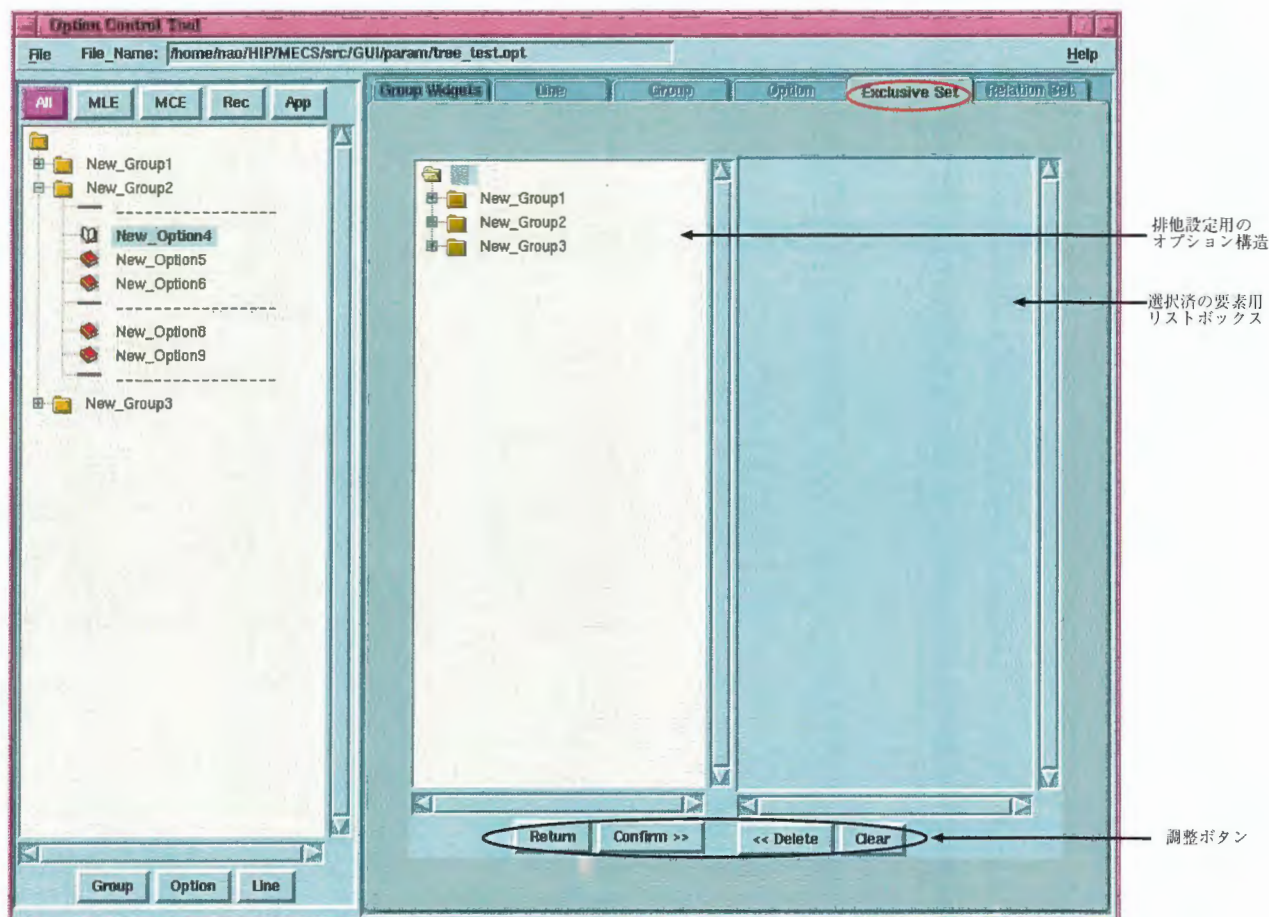 Option Control Tool
File File_Name: /home/nao/HIP/MECS/src/GUI/param/tree_test.opt Help
All MLE MCE Rec App
Group Widgets Line Group Option Exclusive Set Relation Set
New_Group1
New_Group2
New_Option4
New_Option5
New_Option6
New_Option8
New_Option9
New_Group3
New_Group1
New_Group2
New_Group3
排他設定用の
オプション構造
選択済の要素用
リストボックス
Return Confirm >> << Delete Clear
調整ボタン
Group Option Line